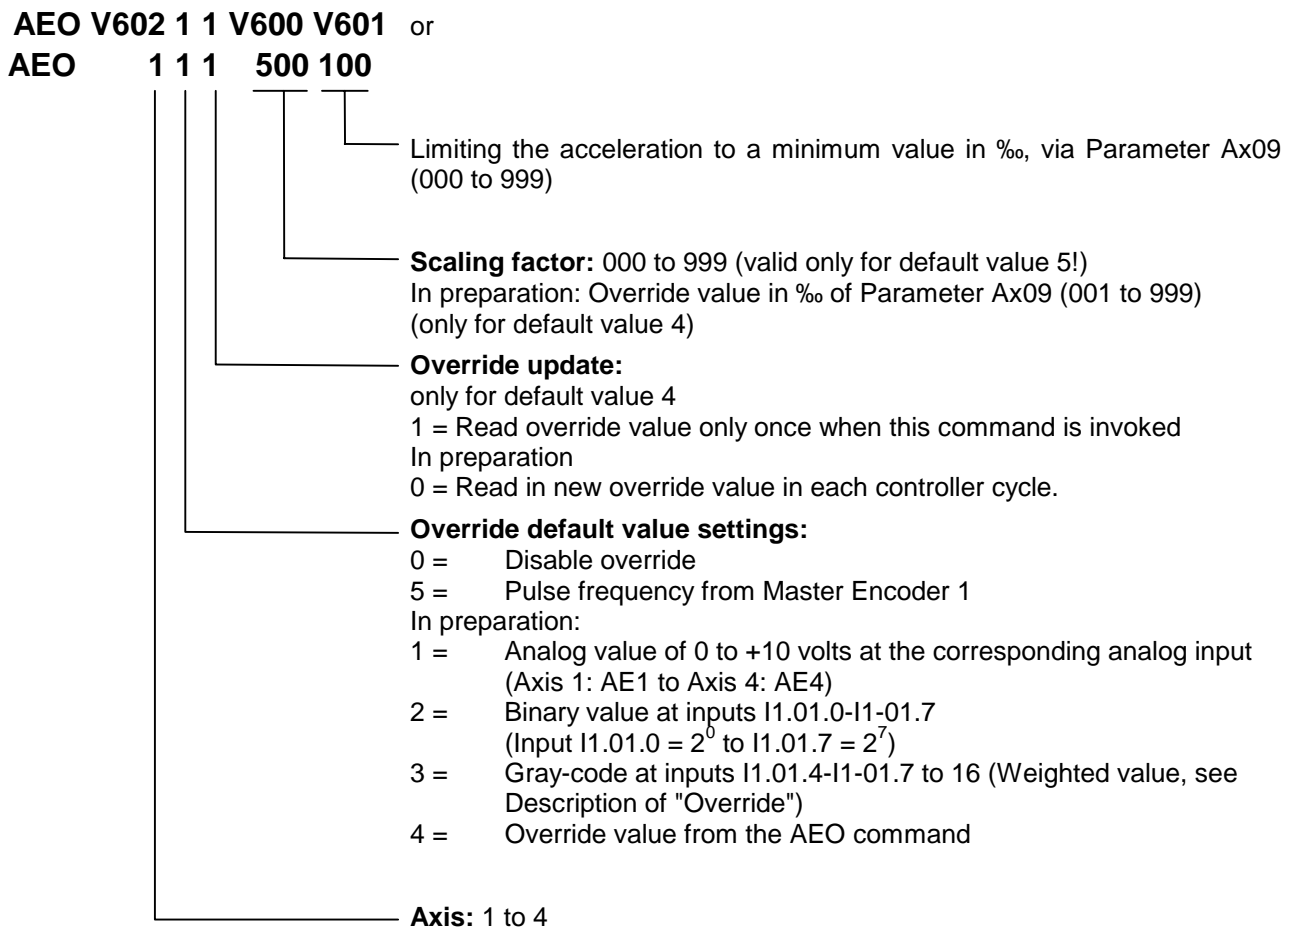 AEO V602 1 1 V600 V601 or
AEO 1 1 1 500 100
Limiting the acceleration to a minimum value in ‰, via Parameter Ax09
(000 to 999)
Scaling factor: 000 to 999 (valid only for default value 5!)
In preparation: Override value in ‰ of Parameter Ax09 (001 to 999)
(only for default value 4)
Override update:
only for default value 4
1 = Read override value only once when this command is invoked
In preparation
0 = Read in new override value in each controller cycle.
Override default value settings:
0 = Disable override
5 = Pulse frequency from Master Encoder 1
In preparation:
1 = Analog value of 0 to +10 volts at the corresponding analog input
(Axis 1: AE1 to Axis 4: AE4)
2 = Binary value at inputs I1.01.0-I1-01.7
(Input I1.01.0 = 2⁰ to I1.01.7 = 2⁷)
3 = Gray-code at inputs I1.01.4-I1-01.7 to 16 (Weighted value, see
Description of "Override")
4 = Override value from the AEO command
Axis: 1 to 4